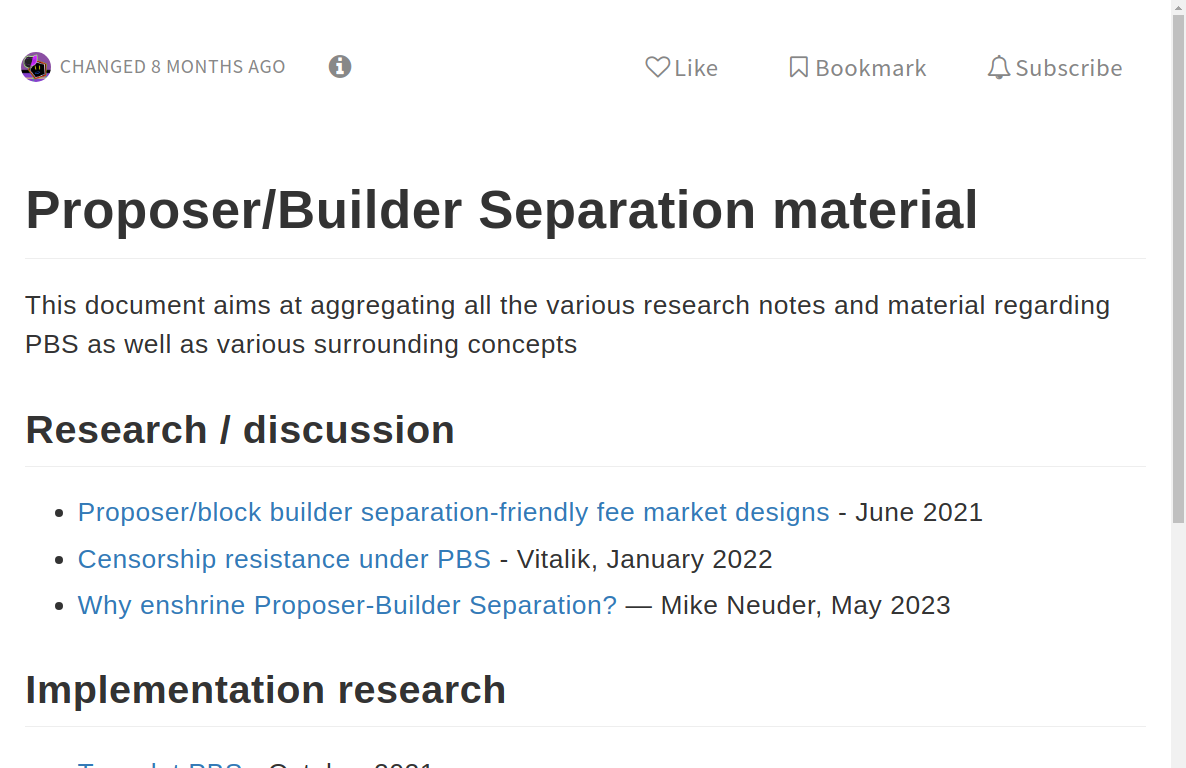 CHANGED 8 MONTHS AGO
Like
Bookmark
Subscribe
Proposer/Builder Separation material
This document aims at aggregating all the various research notes and material regarding
PBS as well as various surrounding concepts
Research / discussion
Proposer/block builder separation-friendly fee market designs - June 2021
Censorship resistance under PBS - Vitalik, January 2022
Why enshrine Proposer-Builder Separation? — Mike Neuder, May 2023
Implementation research
PBS - October 2021